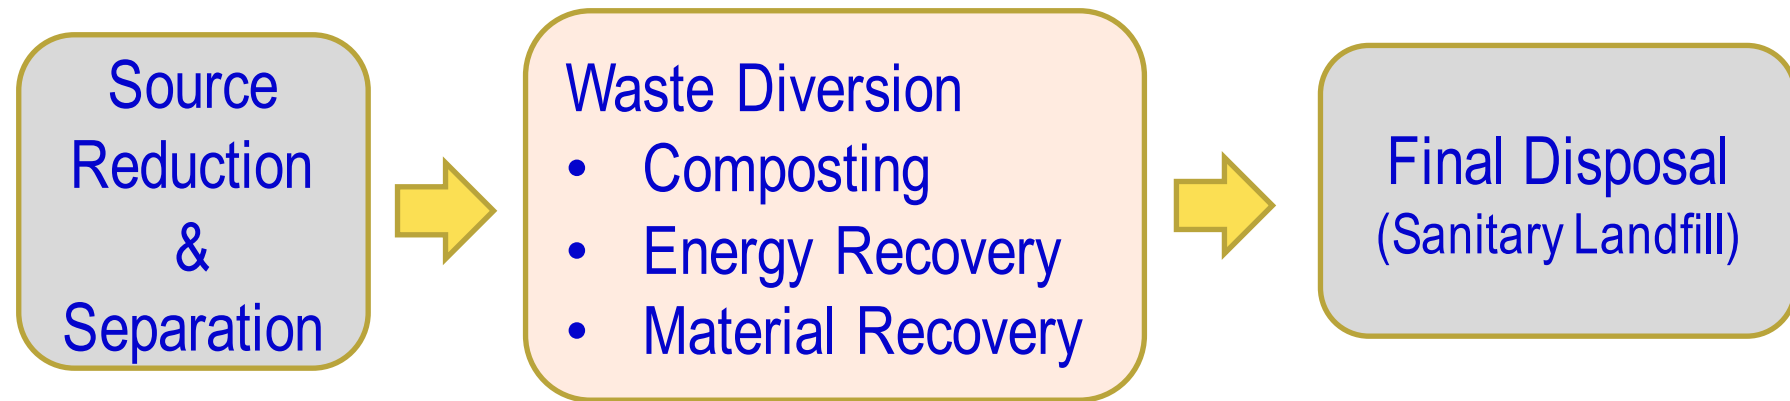 Source
Reduction
&
Separation
Waste Diversion
• Composting
• Energy Recovery
• Material Recovery
Final Disposal
(Sanitary Landfill)